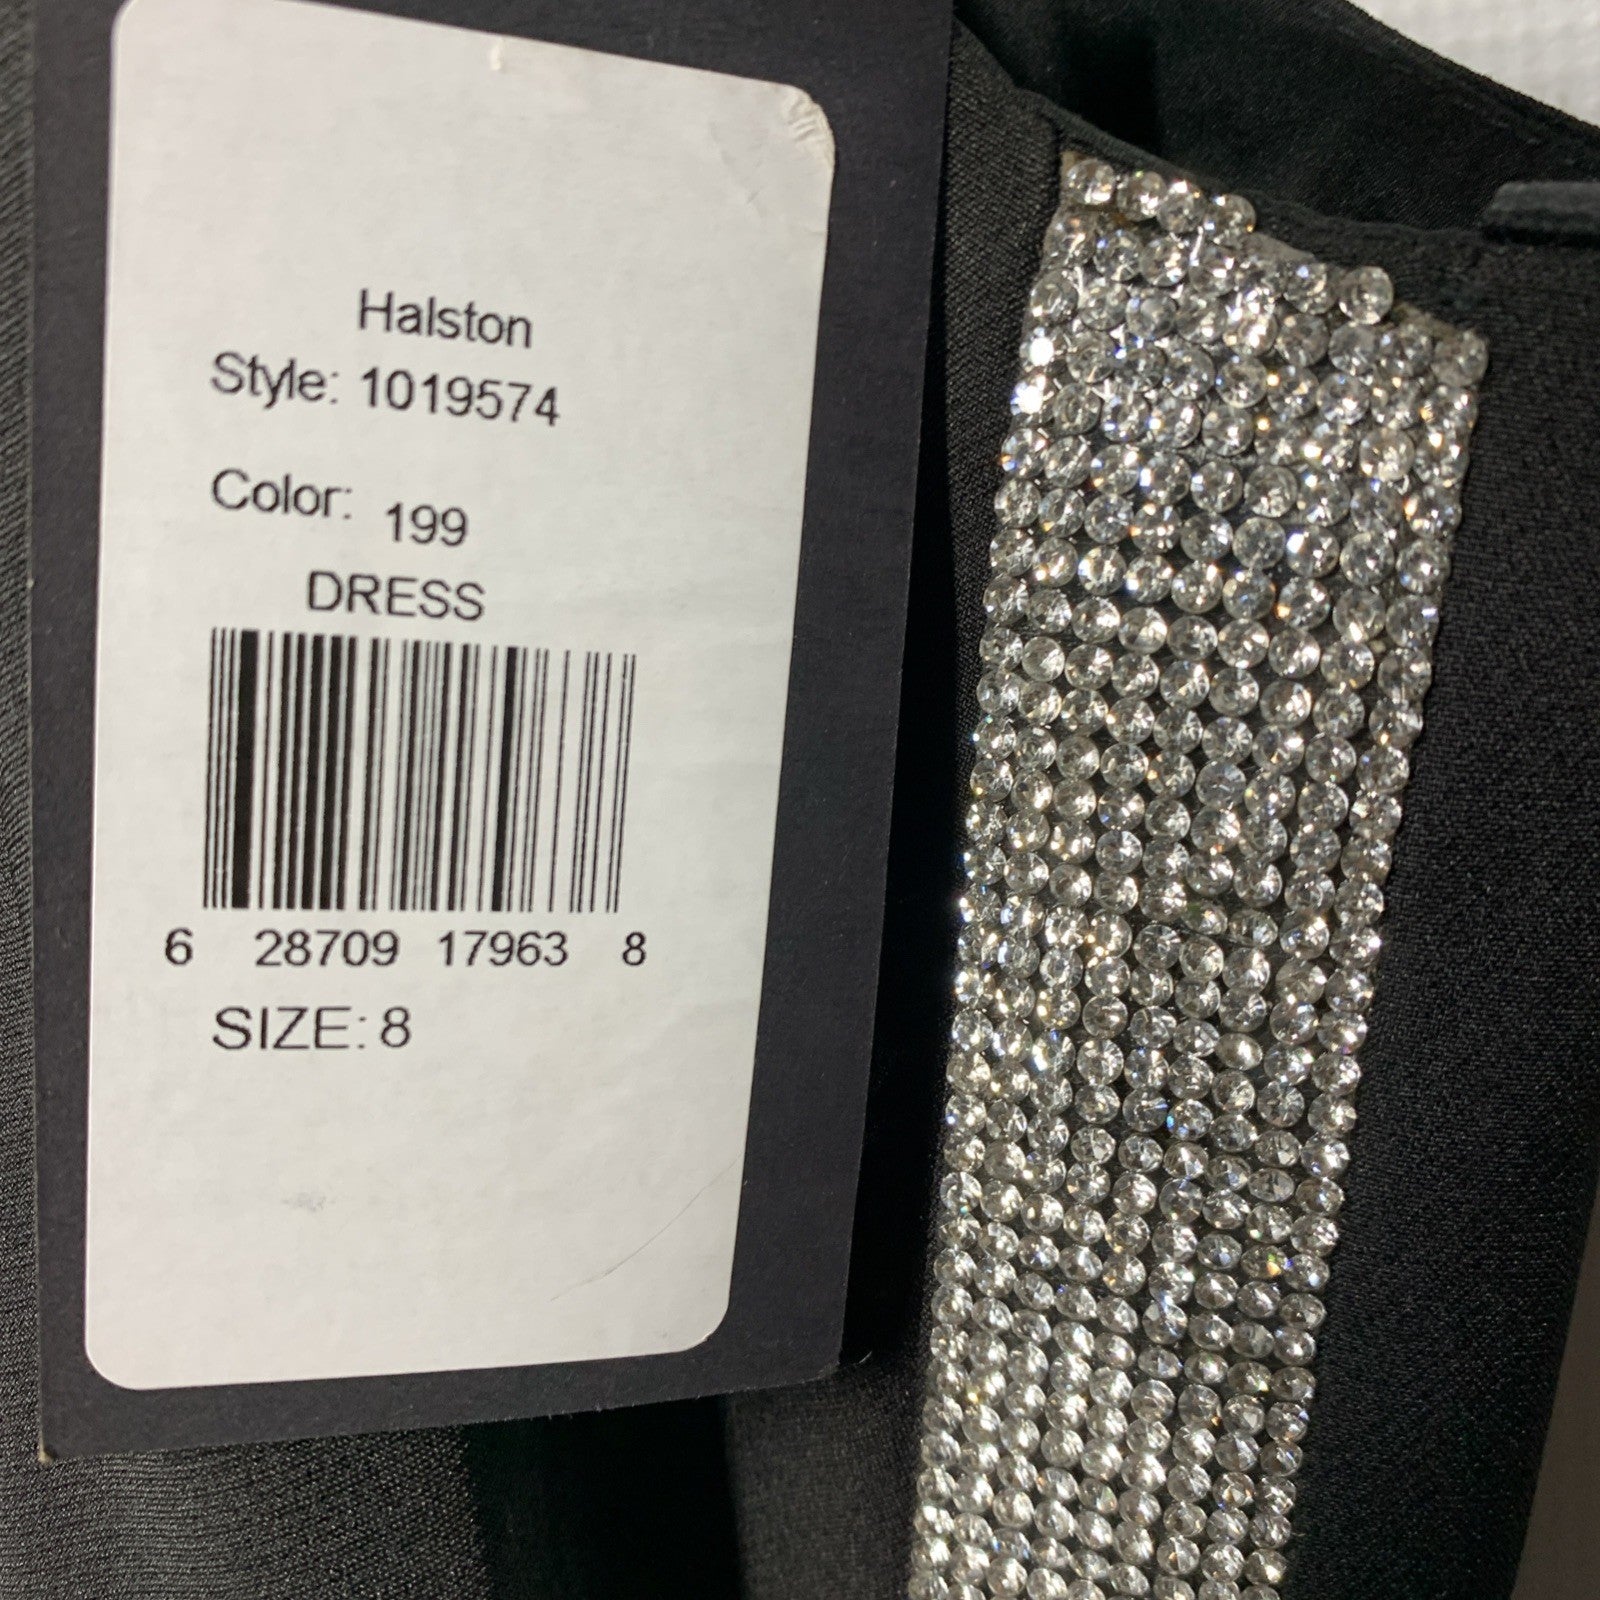 Halston
Style: 1019574
Color: 199
DRESS
6 28709 17963 8
SIZE: 8